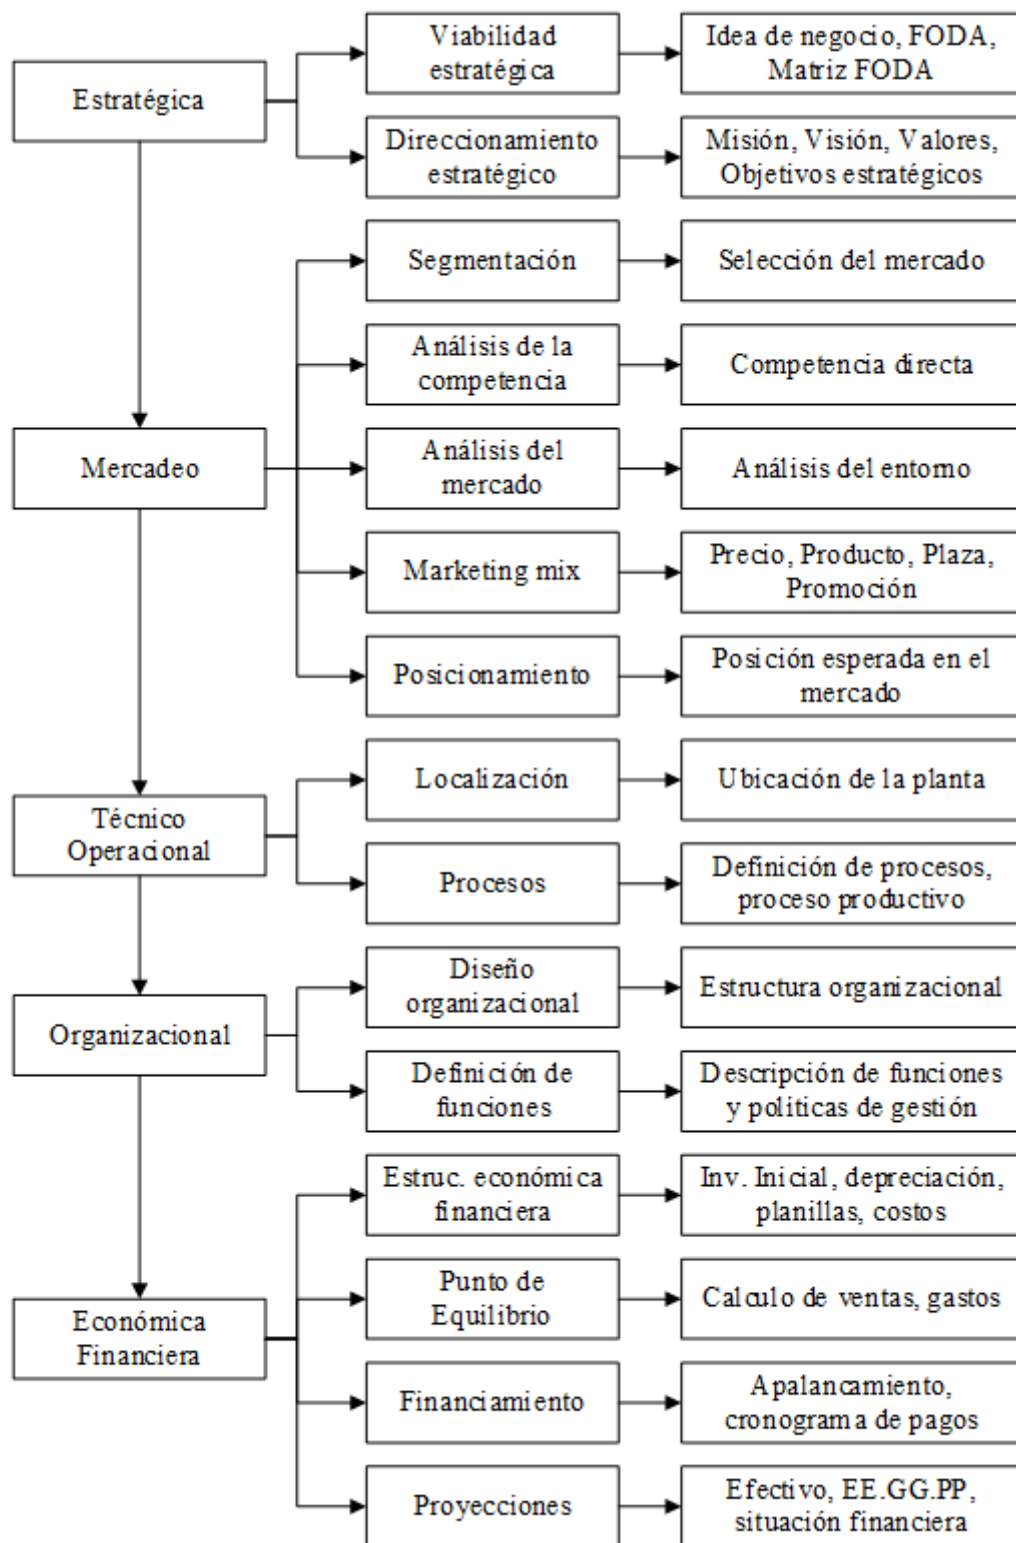 Estratégica
Viabilidad
estratégica
Idea de negocio, FODA,
Matriz FODA
Direccionamiento
estratégico
Misión, Visión, Valores,
Objetivos estratégicos
Mercadeo
Segmentación
Selección del mercado
Análisis de la
competencia
Competencia directa
Análisis del
mercado
Análisis del entorno
Marketing mix
Precio, Producto, Plaza,
Promoción
Posicionamiento
Posición esperada en el
mercado
Técnico
Operacional
Localización
Ubicación de la planta
Procesos
Definición de procesos,
proceso productivo
Organizacional
Diseño
organizacional
Estructura organizacional
Definición de
funciones
Descripción de funciones
y políticas de gestión
Económica
Financiera
Estruc. económica
financiera
Inv. Inicial, depreciación,
planillas, costos
Punto de
Equilibrio
Calculo de ventas, gastos
Financiamiento
Apalancamiento,
cronograma de pagos
Proyecciones
Efectivo, EE.GG.PP,
situación financiera